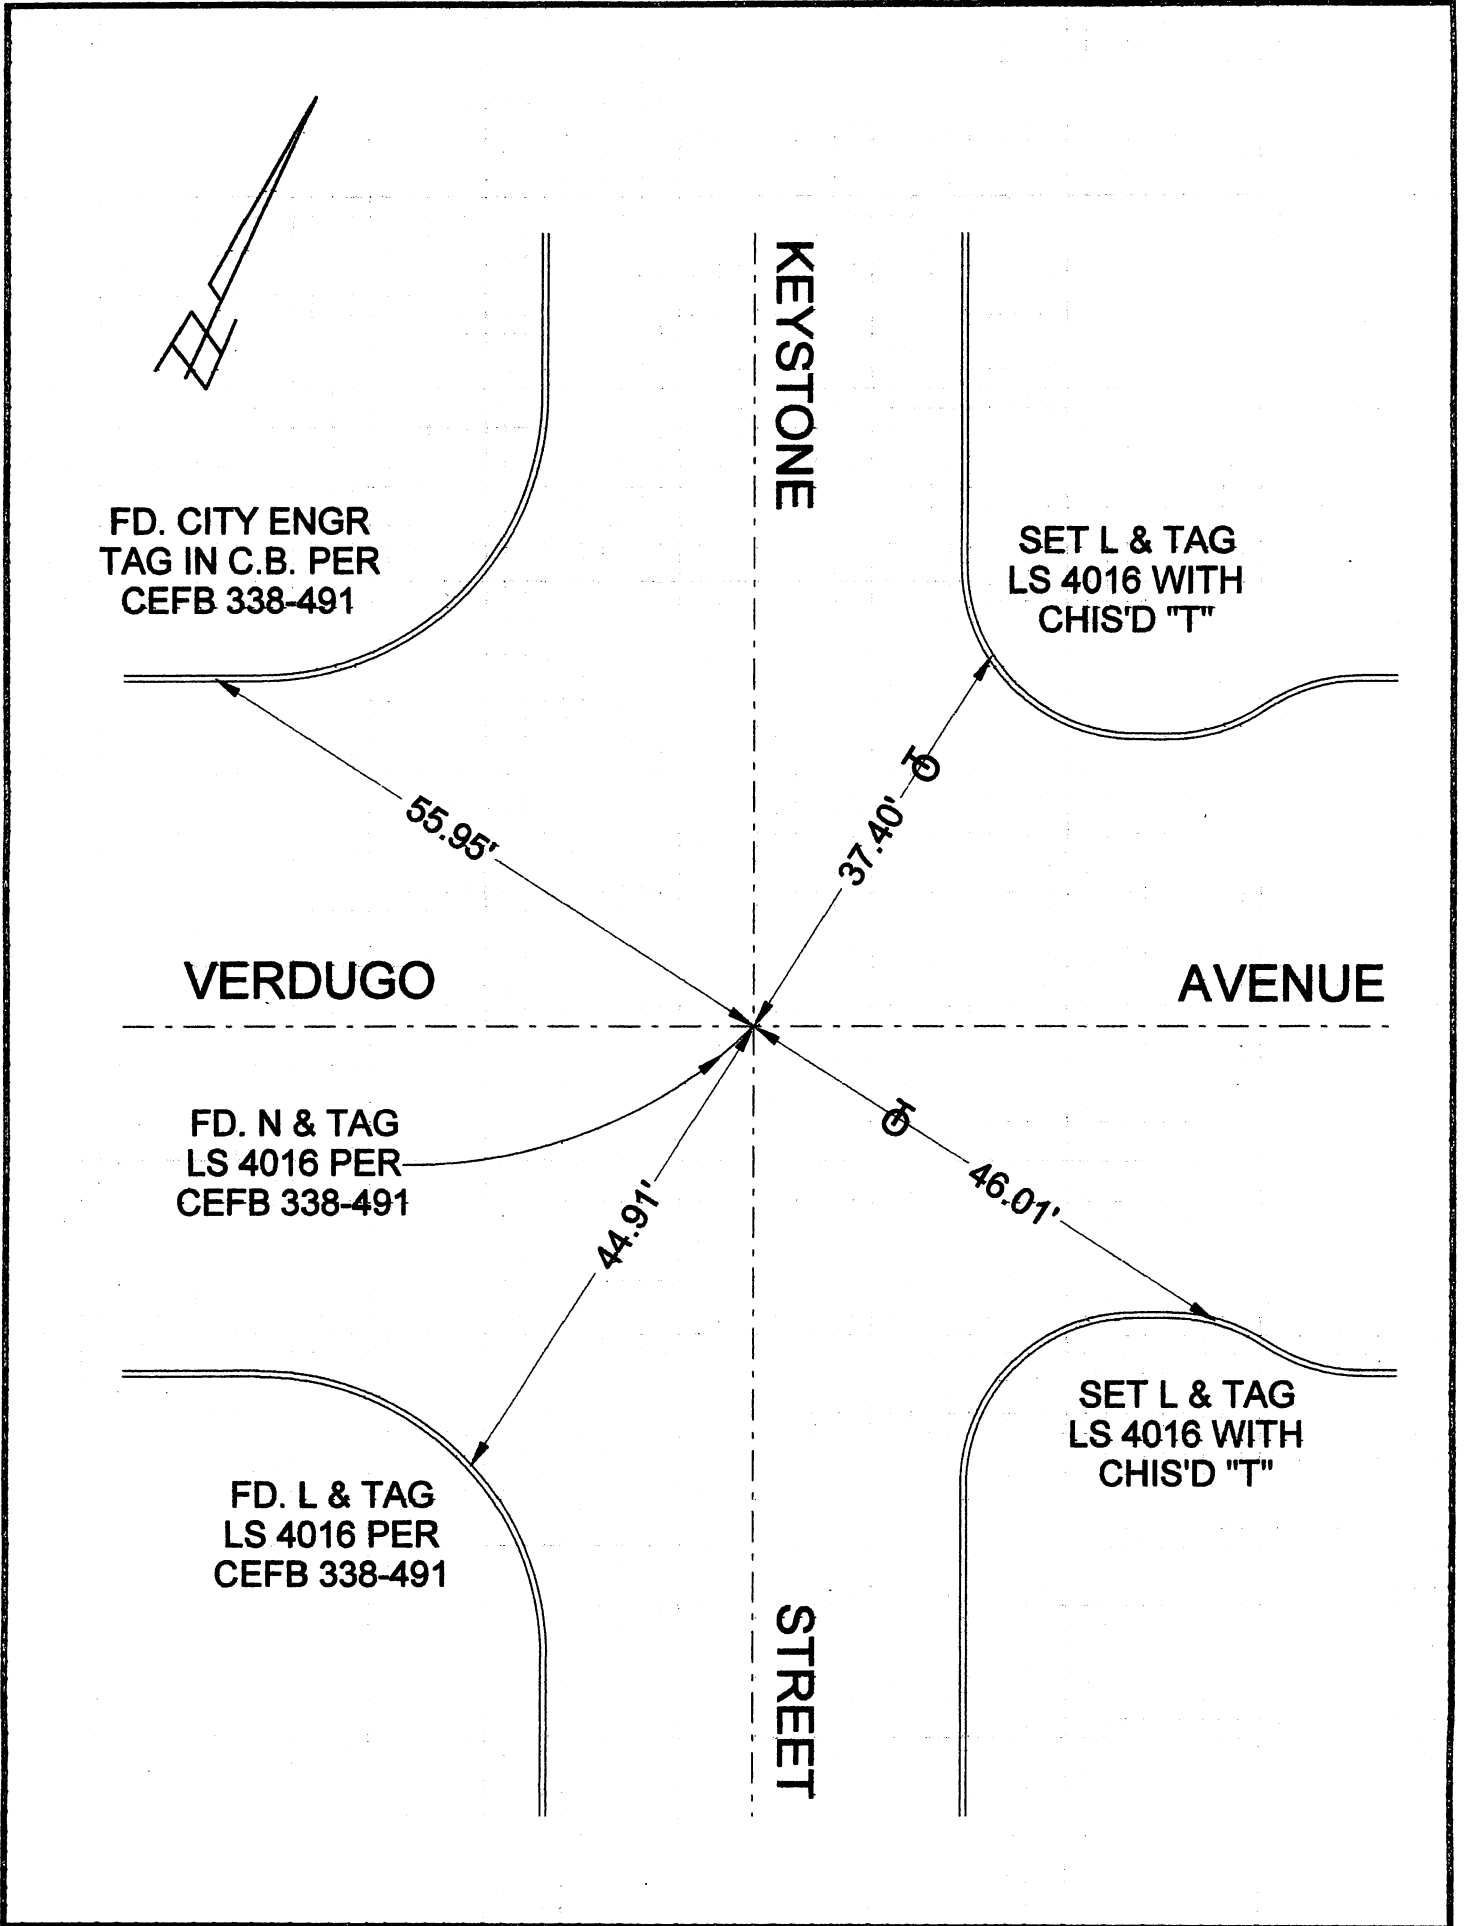 KEYSTONE
FD. CITY ENGR
TAG IN C.B. PER
CEFB 338-491
SET L & TAG
LS 4016 WITH
CHIS'D "T"
55.95'
37.40'
VERDUGO
AVENUE
FD. N & TAG
LS 4016 PER
CEFB 338-491
44.91'
46.01'
SET L & TAG
LS 4016 WITH
CHIS'D "T"
FD. L & TAG
LS 4016 PER
CEFB 338-491
STREET